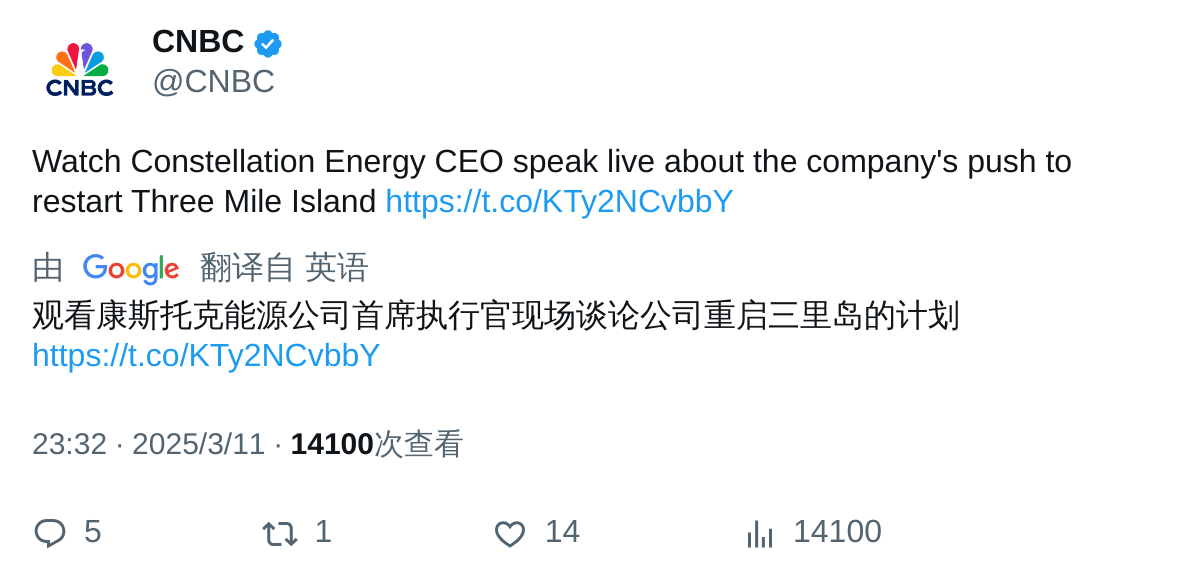 CNBC
CNBC
@CNBC
Watch Constellation Energy CEO speak live about the company's push to
restart Three Mile Island https://t.co/KTy2NCvbbY
由 Google 翻译自 英语
观看康斯托克能源公司首席执行官现场谈论公司重启三里岛的计划
https://t.co/KTy2NCvbbY
23:32 · 2025/3/11 · 14100次查看
5 1 14 14100